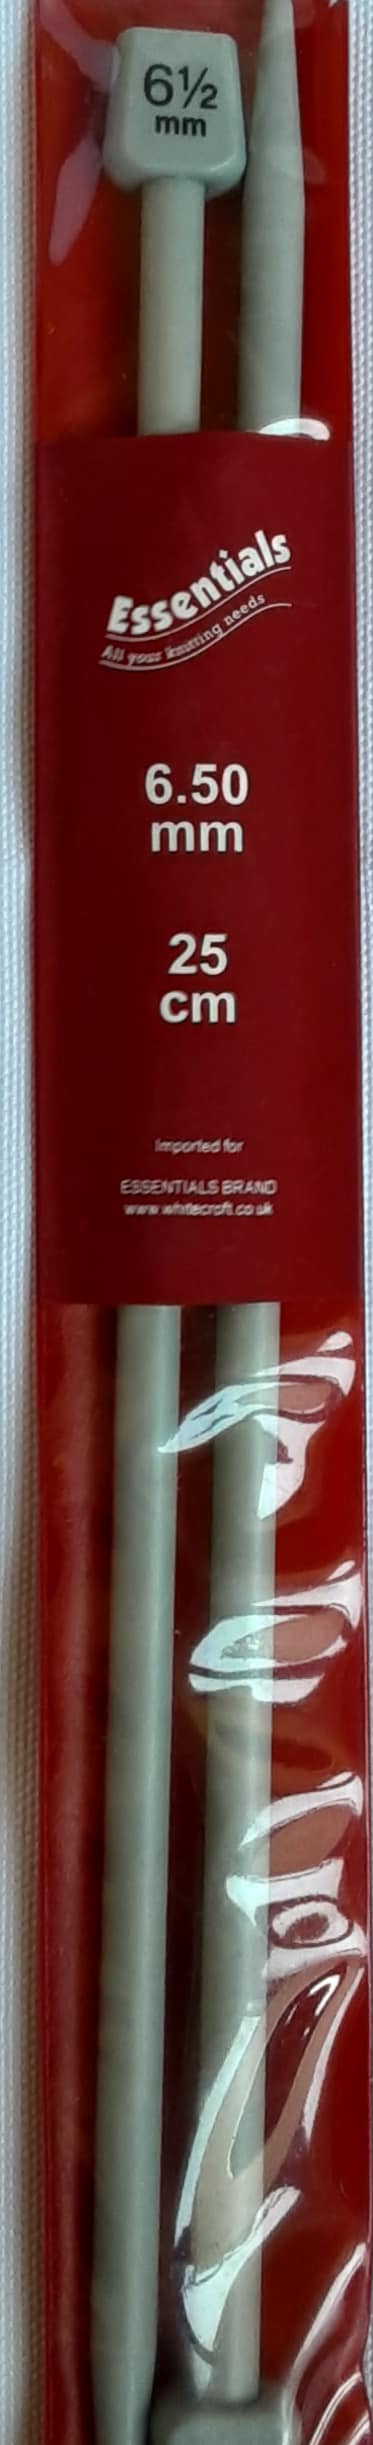 6½
mm
Essentials
All your knitting needs
6.50
mm
25
cm
Imported for
ESSENTIALS BRAND
www.whitecroft.co.uk